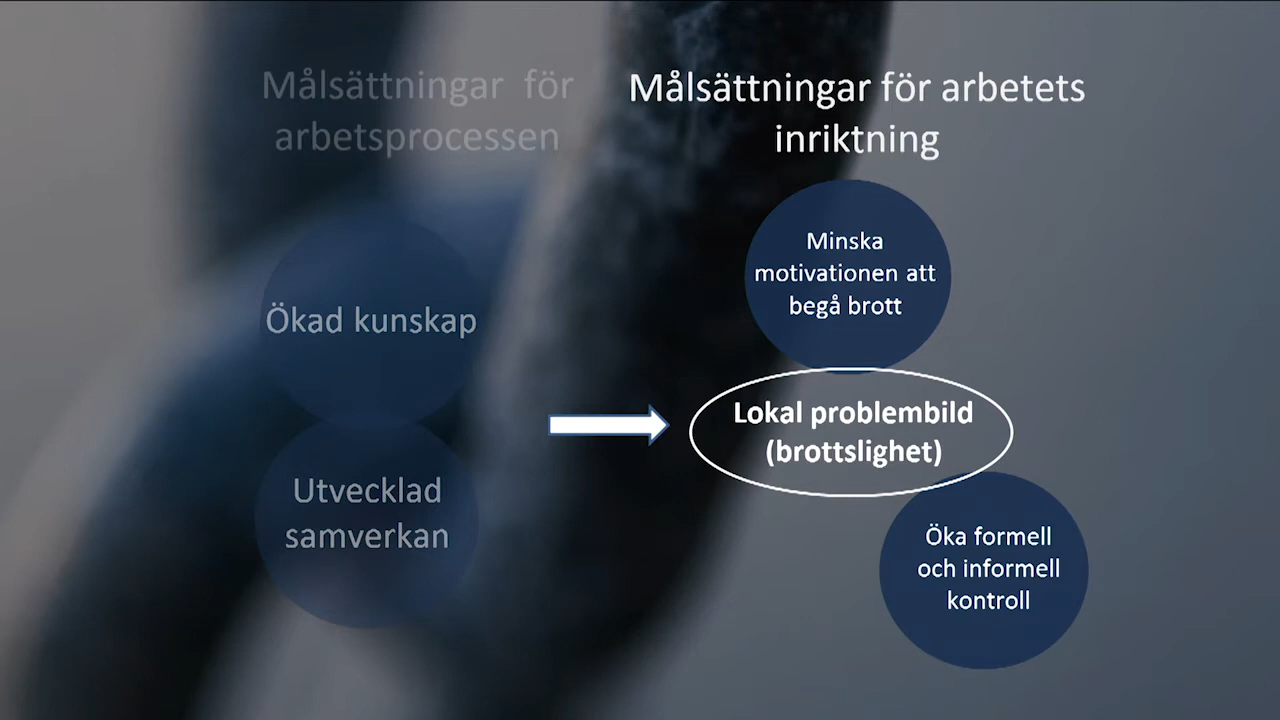 Målsättningar för
arbetsprocessen
Ökad kunskap
Utvecklad
samverkan
Målsättningar för arbetets
inriktning
Minska
motivationen att
begå brott
Lokal problembild
(brottslighet)
Öka formell
och informell
kontroll